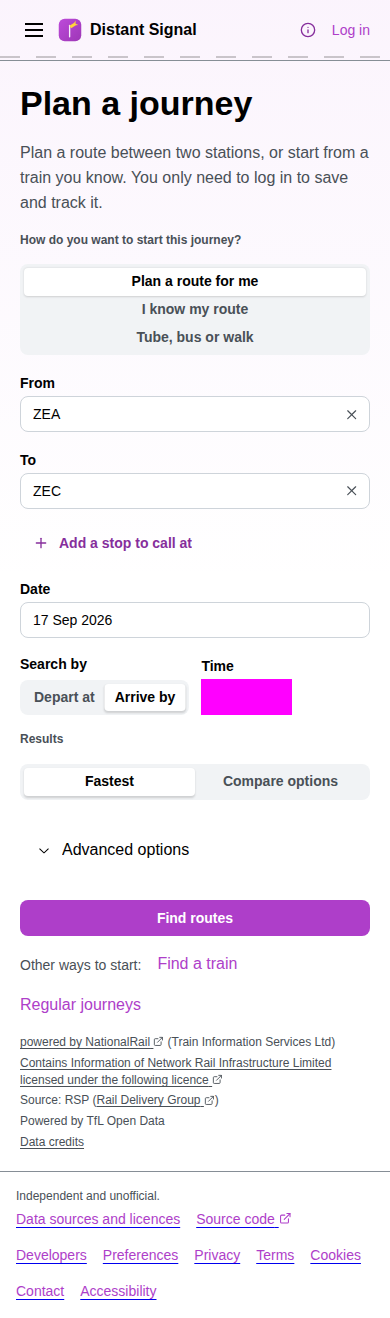 Distant Signal
Log in
Plan a journey
Plan a route between two stations, or start from a
train you know. You only need to log in to save
and track it.
How do you want to start this journey?
Plan a route for me
I know my route
Tube, bus or walk
From
ZEA
To
ZEC
Add a stop to call at
Date
17 Sep 2026
Search by
Time
Depart at
Arrive by
Results
Fastest
Compare options
Advanced options
Find routes
Other ways to start:
Find a train
Regular journeys
powered by NationalRail (Train Information Services Ltd)
Contains Information of Network Rail Infrastructure Limited
licensed under the following licence
Source: RSP (Rail Delivery Group )
Powered by TfL Open Data
Data credits
Independent and unofficial.
Data sources and licences
Source code
Developers
Preferences
Privacy
Terms
Cookies
Contact
Accessibility